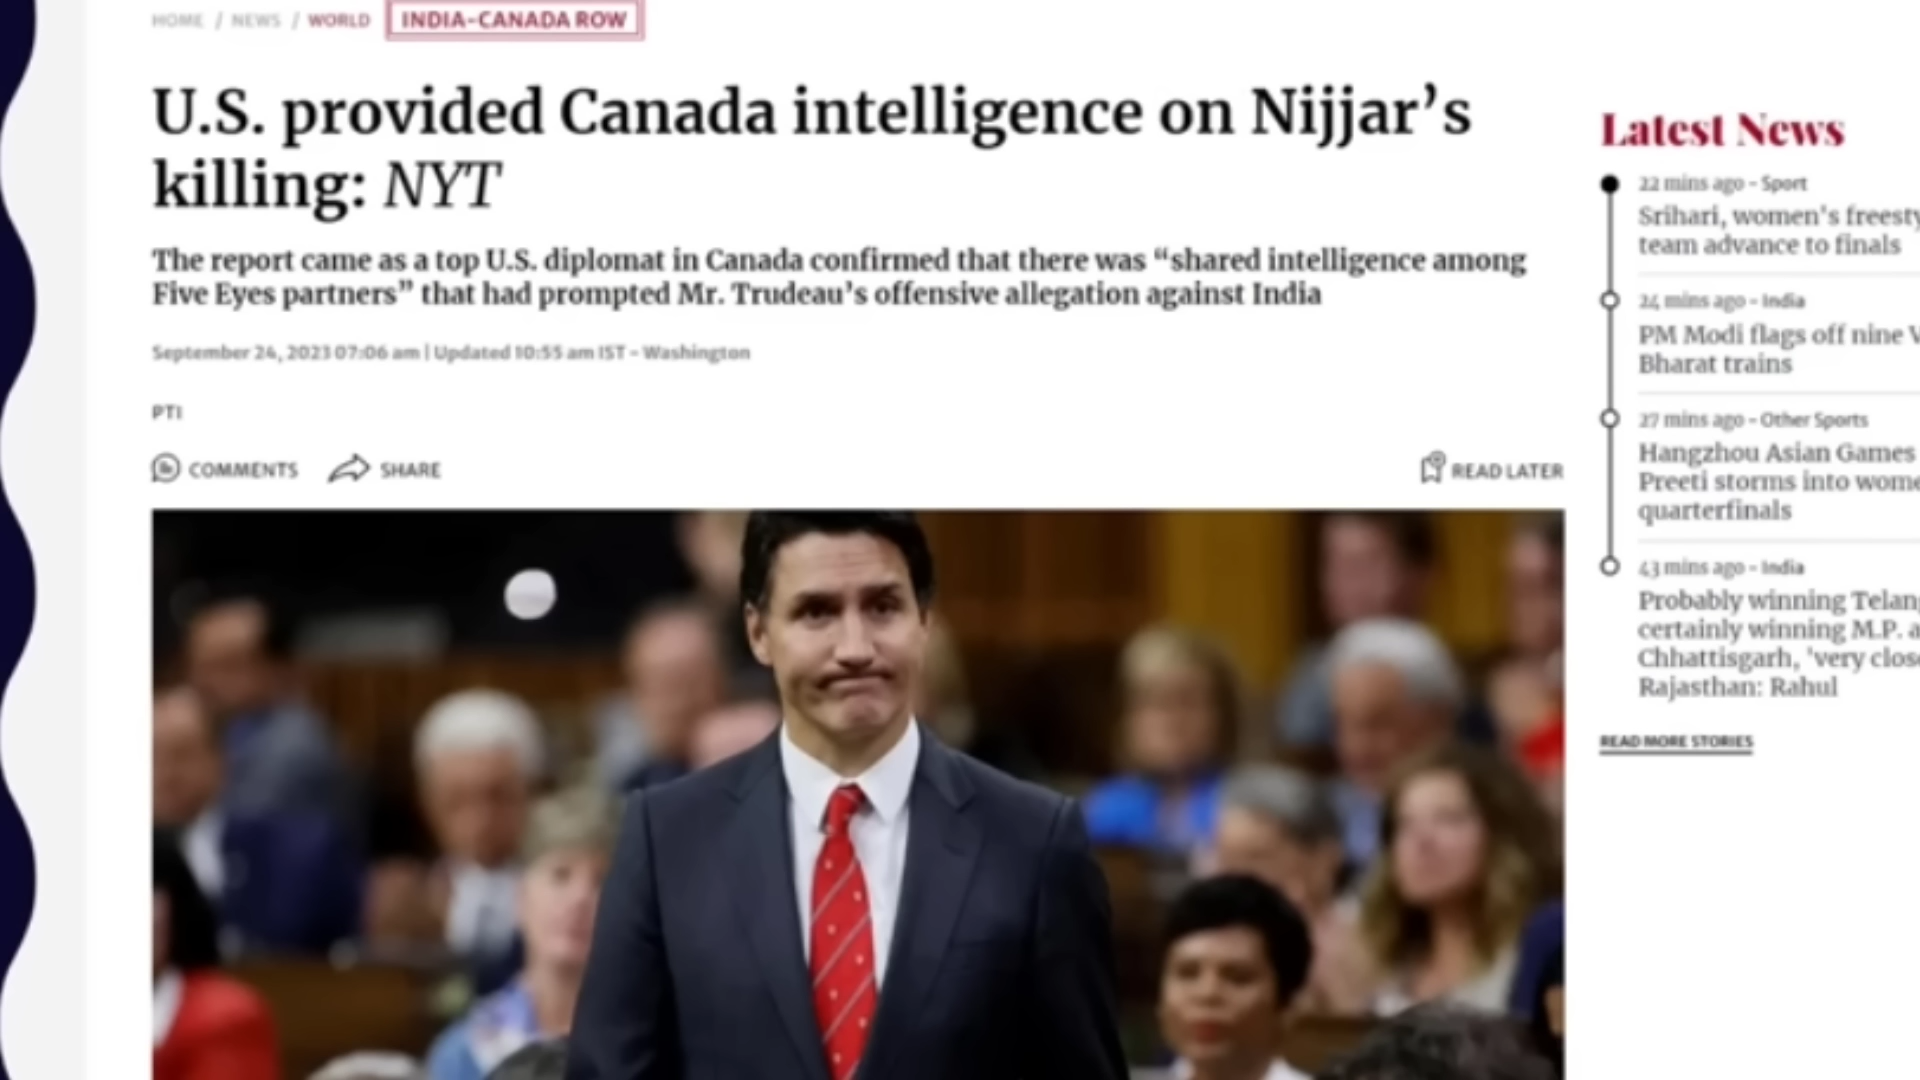 HOME / NEWS / WORLD INDIA-CANADA ROW
U.S. provided Canada intelligence on Nijjar’s
killing: NYT
The report came as a top U.S. diplomat in Canada confirmed that there was “shared intelligence among
Five Eyes partners” that had prompted Mr. Trudeau’s offensive allegation against India
September 24, 2023 07:06 am | Updated 10:55 am IST - Washington
PTI
COMMENTS SHARE
READ LATER
Latest News
22 mins ago - Sport
Srihari, women's freesty
team advance to finals
24 mins ago - India
PM Modi flags off nine V
Bharat trains
27 mins ago - Other Sports
Hangzhou Asian Games
Preeti storms into wome
quarterfinals
43 mins ago - India
Probably winning Telang
certainly winning M.P. a
Chhattisgarh, 'very close
Rajasthan: Rahul
READ MORE STORIES